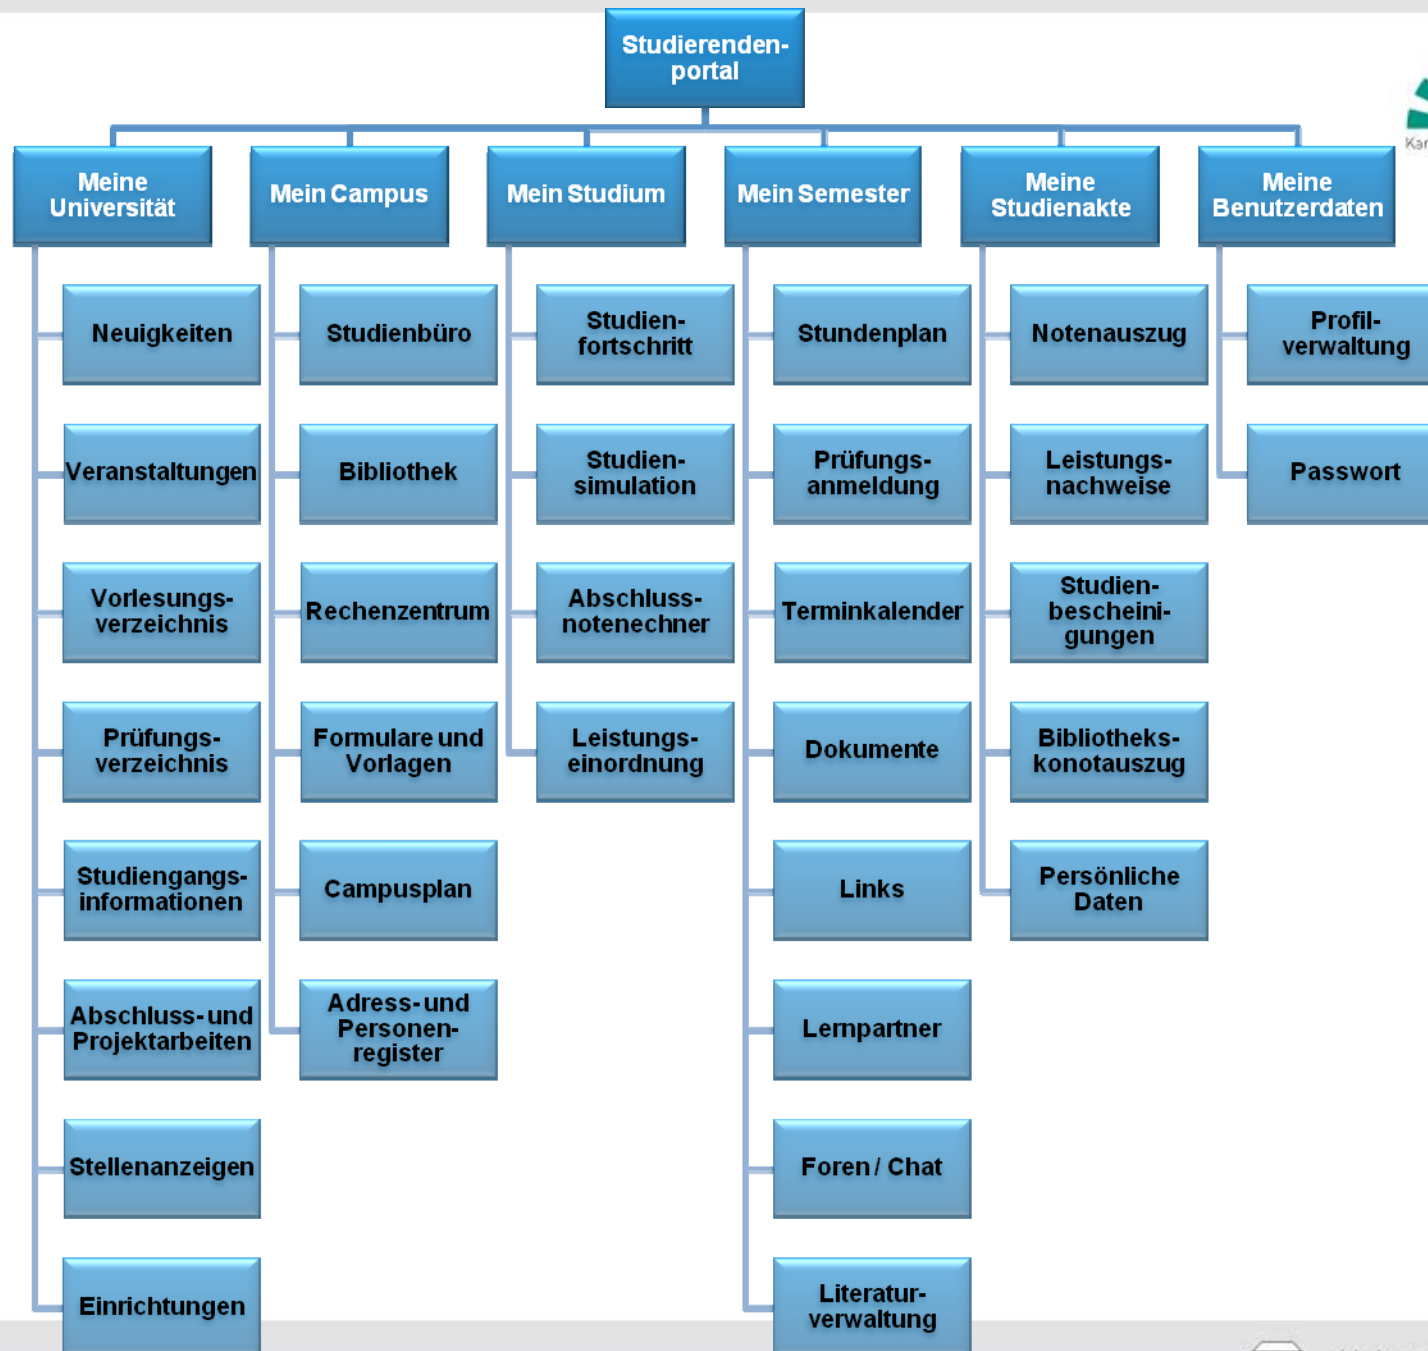 Studierenden-
portal
Kar
Meine
Universität
Mein Campus
Mein Studium
Mein Semester
Meine
Studienakte
Meine
Benutzerdaten
Neuigkeiten
Studienbüro
Studien-
fortschritt
Stundenplan
Notenauszug
Profil-
verwaltung
Veranstaltungen
Bibliothek
Studien-
simulation
Prüfungs-
anmeldung
Leistungs-
nachweise
Passwort
Vorlesungs-
verzeichnis
Rechenzentrum
Abschluss-
notenechner
Terminkalender
Studien-
bescheini-
gungen
Prüfungs-
verzeichnis
Formulare und
Vorlagen
Leistungs-
einordnung
Dokumente
Bibliotheks-
konotauszug
Studiengangs-
informationen
Campusplan
Links
Persönliche
Daten
Abschluss- und
Projektarbeiten
Adress- und
Personen-
register
Lernpartner
Stellenanzeigen
Foren / Chat
Einrichtungen
Literatur-
verwaltung